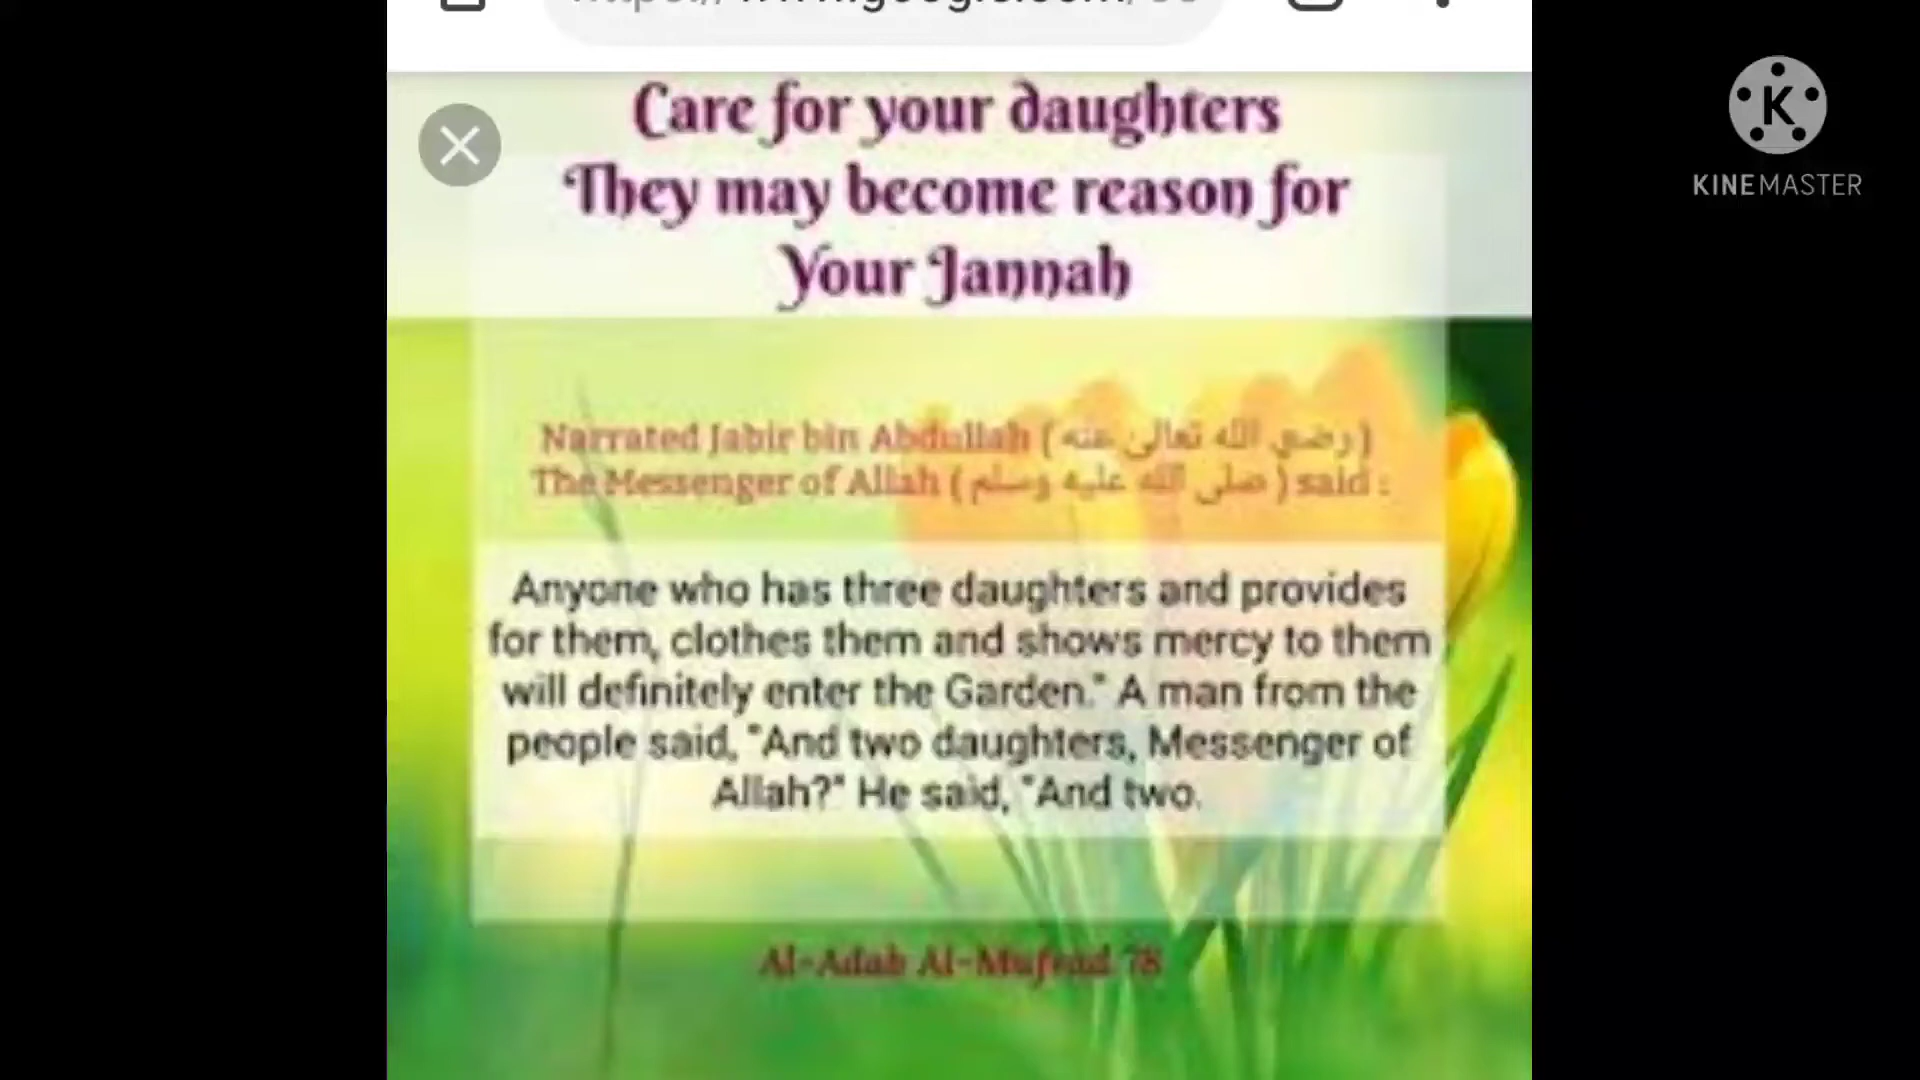 Care for your daughters
They may become reason for
Your Jannah
Narrated Jabir bin Abdullah ( رضي الله تعالى عنه )
The Messenger of Allah ( صلى الله عليه وسلم ) said :
Anyone who has three daughters and provides
for them, clothes them and shows mercy to them
will definitely enter the Garden." A man from the
people said, "And two daughters, Messenger of
Allah?" He said, "And two.
Al-Adab Al-Mufrad 78
K
KINEMASTER